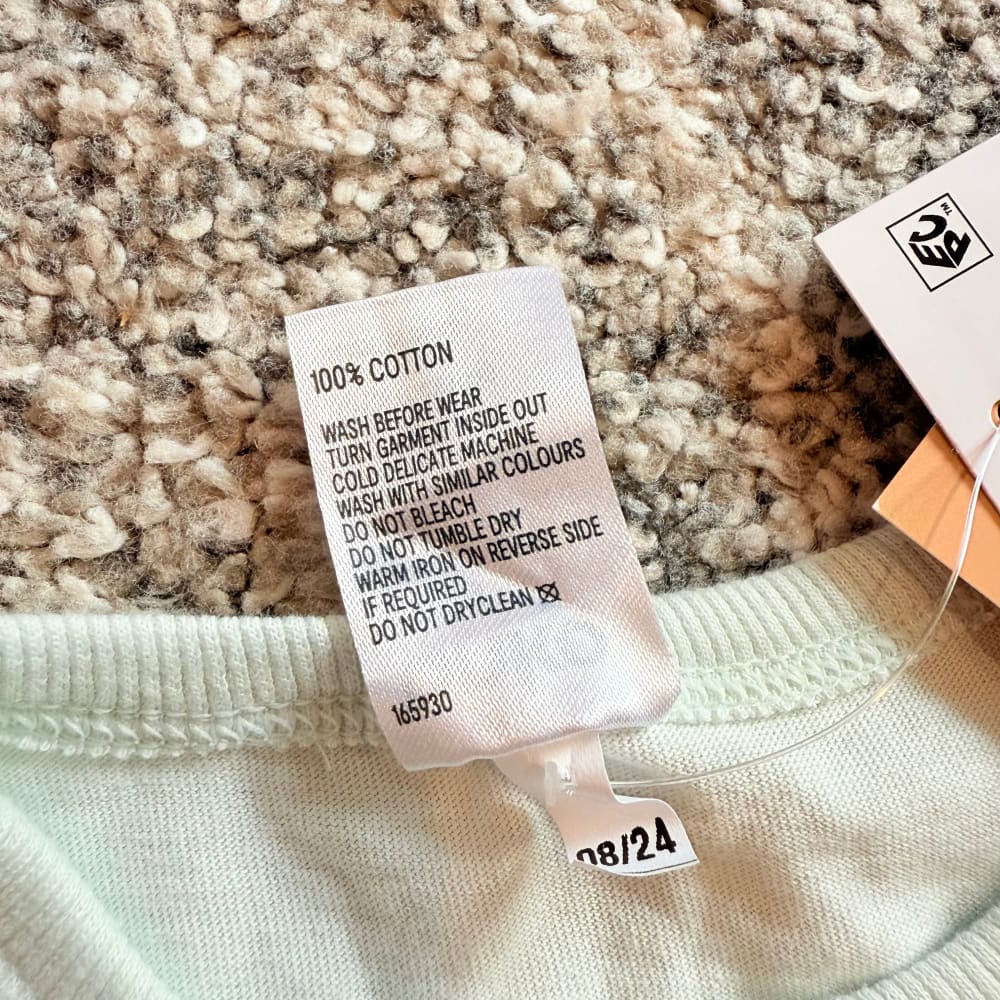 100% COTTON
WASH BEFORE WEAR
TURN GARMENT INSIDE OUT
COLD DELICATE MACHINE
WASH WITH SIMILAR COLOURS
DO NOT BLEACH
DO NOT TUMBLE DRY
WARM IRON ON REVERSE SIDE
IF REQUIRED
DO NOT DRYCLEAN
165930
08/24
PEC™